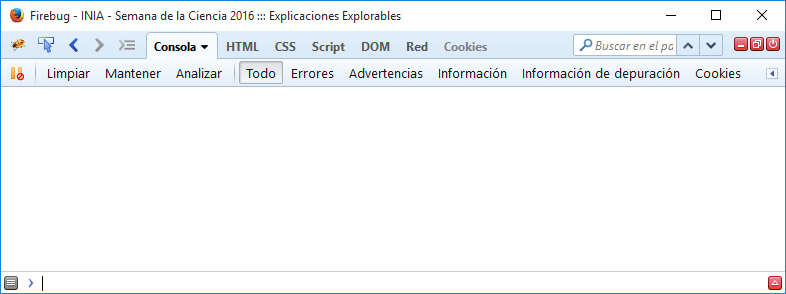 Firebug - INIA - Semana de la Ciencia 2016 ::: Explicaciones Explorables
Consola HTML CSS Script DOM Red Cookies Buscar en el pa
Limpiar Mantener Analizar Todo Errores Advertencias Información Información de depuración Cookies